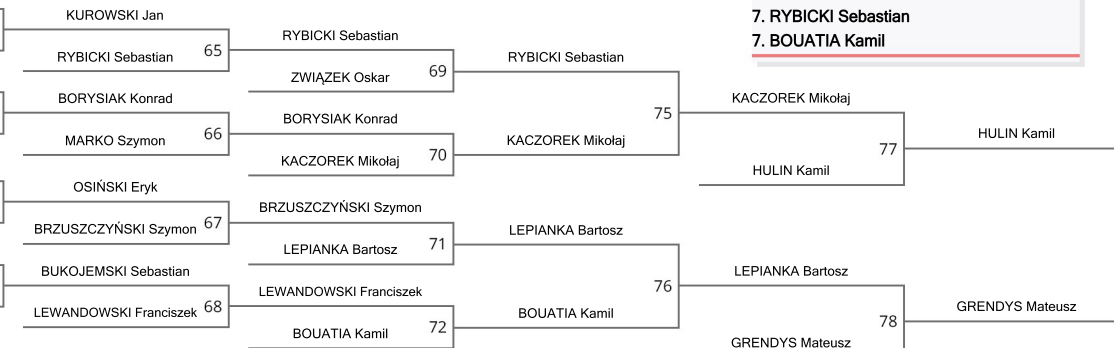 KUROWSKI Jan
RYBICKI Sebastian
65
BORYSIAK Konrad
MARKO Szymon
66
OSIŃSKI Eryk
BRZUSZCZYŃSKI Szymon
67
BUKOJEMSKI Sebastian
LEWANDOWSKI Franciszek
68
RYBICKI Sebastian
ZWIĄZEK Oskar
69
BORYSIAK Konrad
KACZOREK Mikołaj
70
BRZUSZCZYŃSKI Szymon
LEPIANKA Bartosz
71
LEWANDOWSKI Franciszek
BOUATIA Kamil
72
RYBICKI Sebastian
KACZOREK Mikołaj
75
LEPIANKA Bartosz
BOUATIA Kamil
76
7. RYBICKI Sebastian
7. BOUATIA Kamil
KACZOREK Mikołaj
HULIN Kamil
77
LEPIANKA Bartosz
GRENDYS Mateusz
78
HULIN Kamil
GRENDYS Mateusz